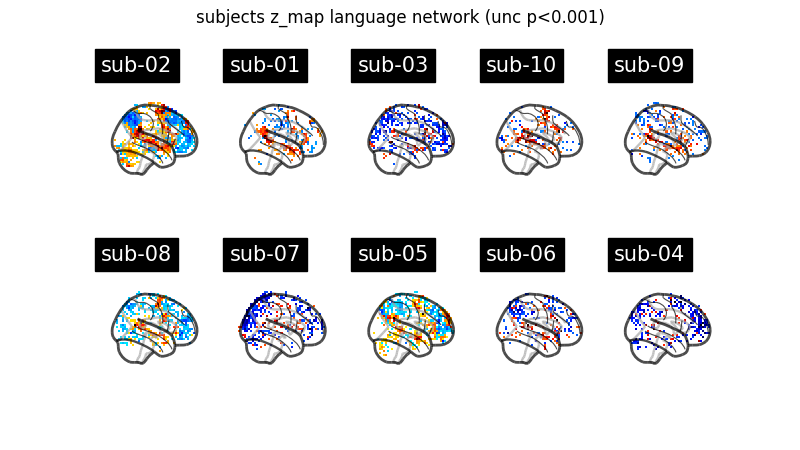 subjects z_map language network (unc p<0.001)
sub-02
sub-01
sub-03
sub-10
sub-09
sub-08
sub-07
sub-05
sub-06
sub-04